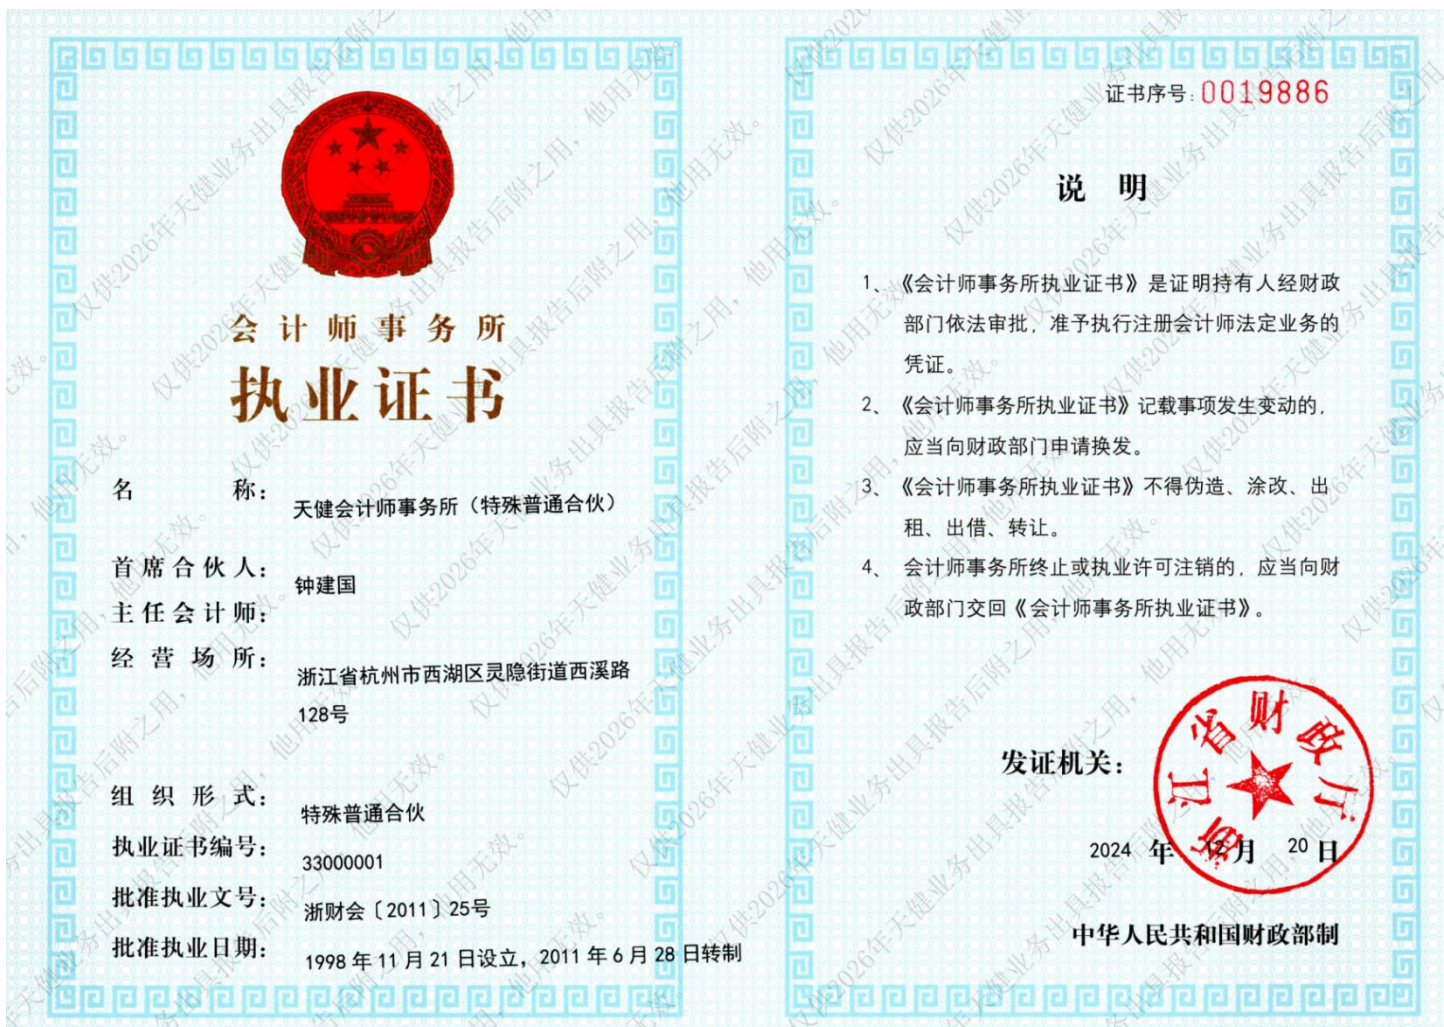 会计师事务所
执业证书
名称：
天健会计师事务所（特殊普通合伙）
首席合伙人：
钟建国
主任会计师：
经营场所：
浙江省杭州市西湖区灵隐街道西溪路
128号
组织形式：
特殊普通合伙
执业证书编号：
33000001
批准执业文号：
浙财会〔2011〕25号
批准执业日期：
1998年11月21日设立，2011年6月28日转制
证书序号：0019886
说明
1、《会计师事务所执业证书》是证明持有人经财政
部门依法审批，准予执行注册会计师法定业务的
凭证。
2、《会计师事务所执业证书》记载事项发生变动的，
应当向财政部门申请换发。
3、《会计师事务所执业证书》不得伪造、涂改、出
租、出借、转让。
4、会计师事务所终止或执业许可注销的，应当向财
政部门交回《会计师事务所执业证书》。
发证机关：
浙江省财政厅
2024年12月20日
中华人民共和国财政部制
仅供2026年天健业务出具报告后附之用，他用无效。